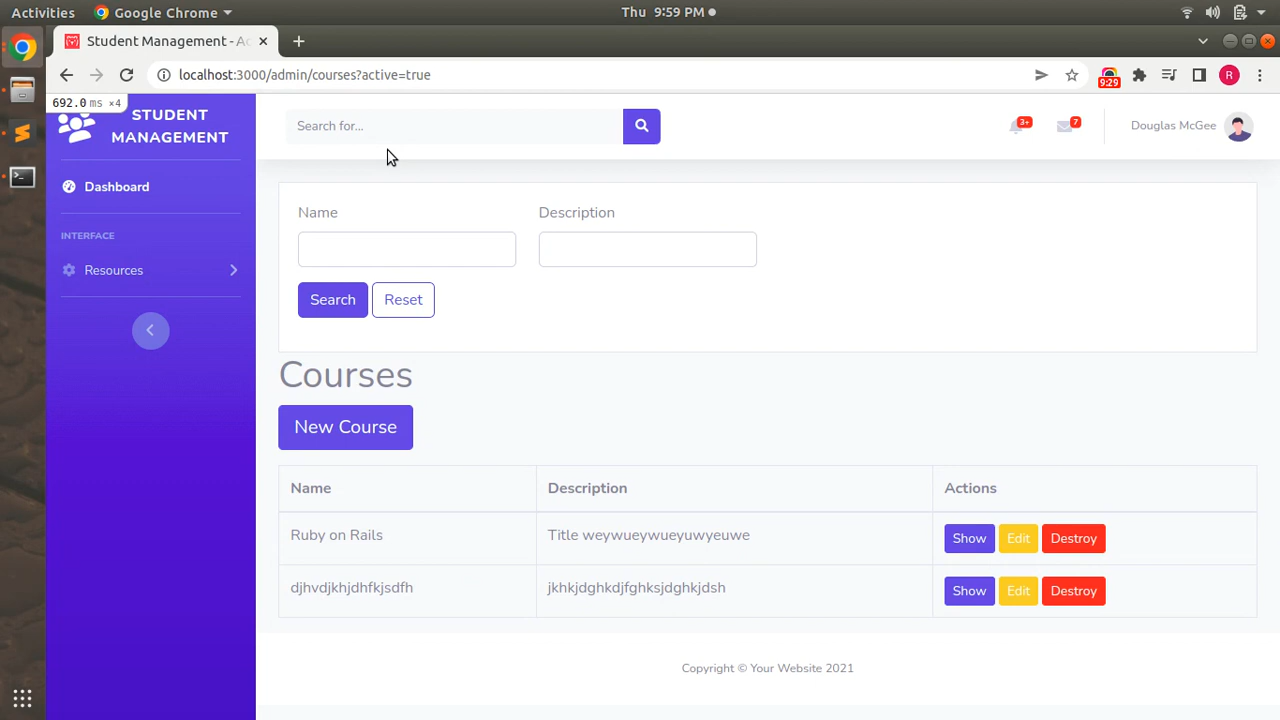 Activities
Google Chrome
Thu 9:59 PM
Student Management - Ac
localhost:3000/admin/courses?active=true
9:29
R
692.0 ms ×4
STUDENT
MANAGEMENT
Search for...
3+
7
Douglas McGee
Dashboard
INTERFACE
Resources
Name
Description
Search
Reset
Courses
New Course
Name Description Actions
Ruby on Rails Title weywueywueyuwyeuwe Show Edit Destroy
djhvdjkhjdhfkjsdfh jkhkjdghkdjfghksjdghkjdsh Show Edit Destroy
Copyright © Your Website 2021